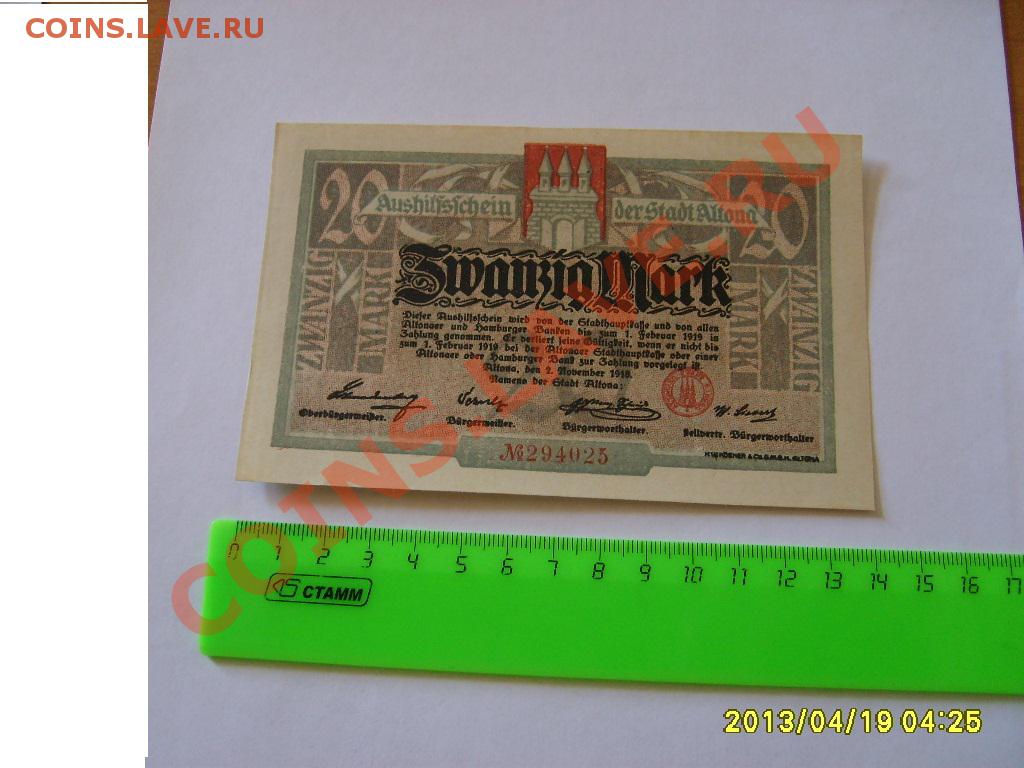 COINS.LAVE.RU
20 20
Aushilfsschein der Stadt Altona
Zwanzig Mark
ZWANZIG MARK MARK ZWANZIG
Dieser Aushilfsschein wird von der Stadthauptkasse und von allen
Altonaer und Hamburger Banken bis zum 1. Februar 1919 in
Zahlung genommen. Er verliert seine Gültigkeit, wenn er nicht bis
zum 1. Februar 1919 bei der Altonaer Stadthauptkasse oder einer
Altonaer oder Hamburger Bank zur Zahlung vorgelegt ist.
Altona, den 2. November 1918.
Namens der Stadt Altona:
Oberbürgermeister. Bürgermeister. Bürgerworthalter stellvertr. Bürgerworthalter
№294025
COINS.LAVE.RU
0 1 2 3 4 5 6 7 8 9 10 11 12 13 14 15 16 17
СТАММ
2013/04/19 04:25